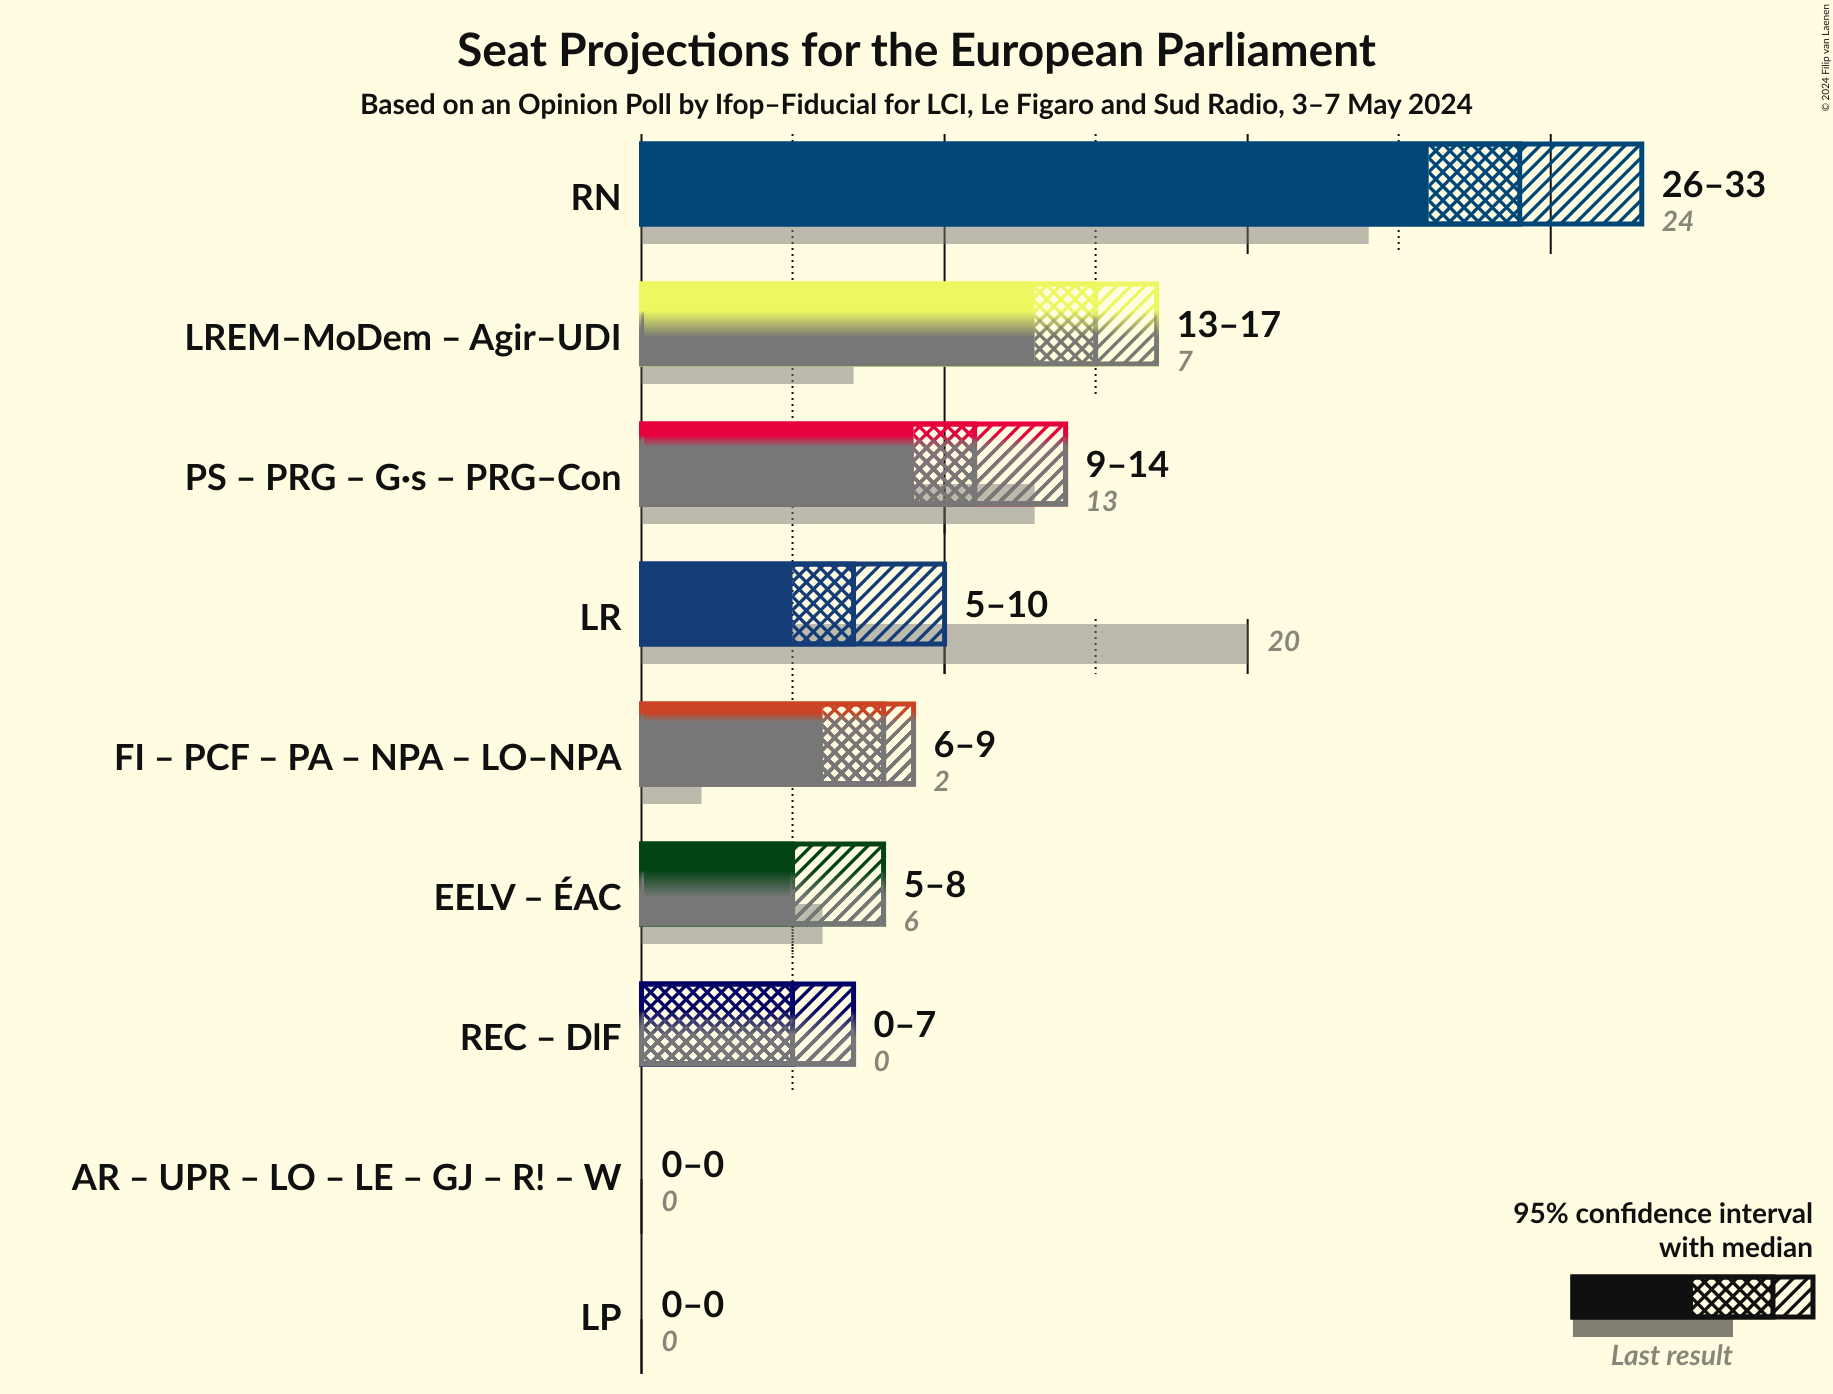 Seat Projections for the European Parliament
Based on an Opinion Poll by Ifop–Fiducial for LCI, Le Figaro and Sud Radio, 3–7 May 2024
© 2024 Filip van Laenen
RN
26–33
24
LREM–MoDem – Agir–UDI
13–17
7
PS – PRG – G·s – PRG–Con
9–14
13
LR
5–10
20
FI – PCF – PA – NPA – LO–NPA
6–9
2
EELV – ÉAC
5–8
6
REC – DlF
0–7
0
AR – UPR – LO – LE – GJ – R! – W
0–0
0
LP
0–0
0
95% confidence interval
with median
Last result